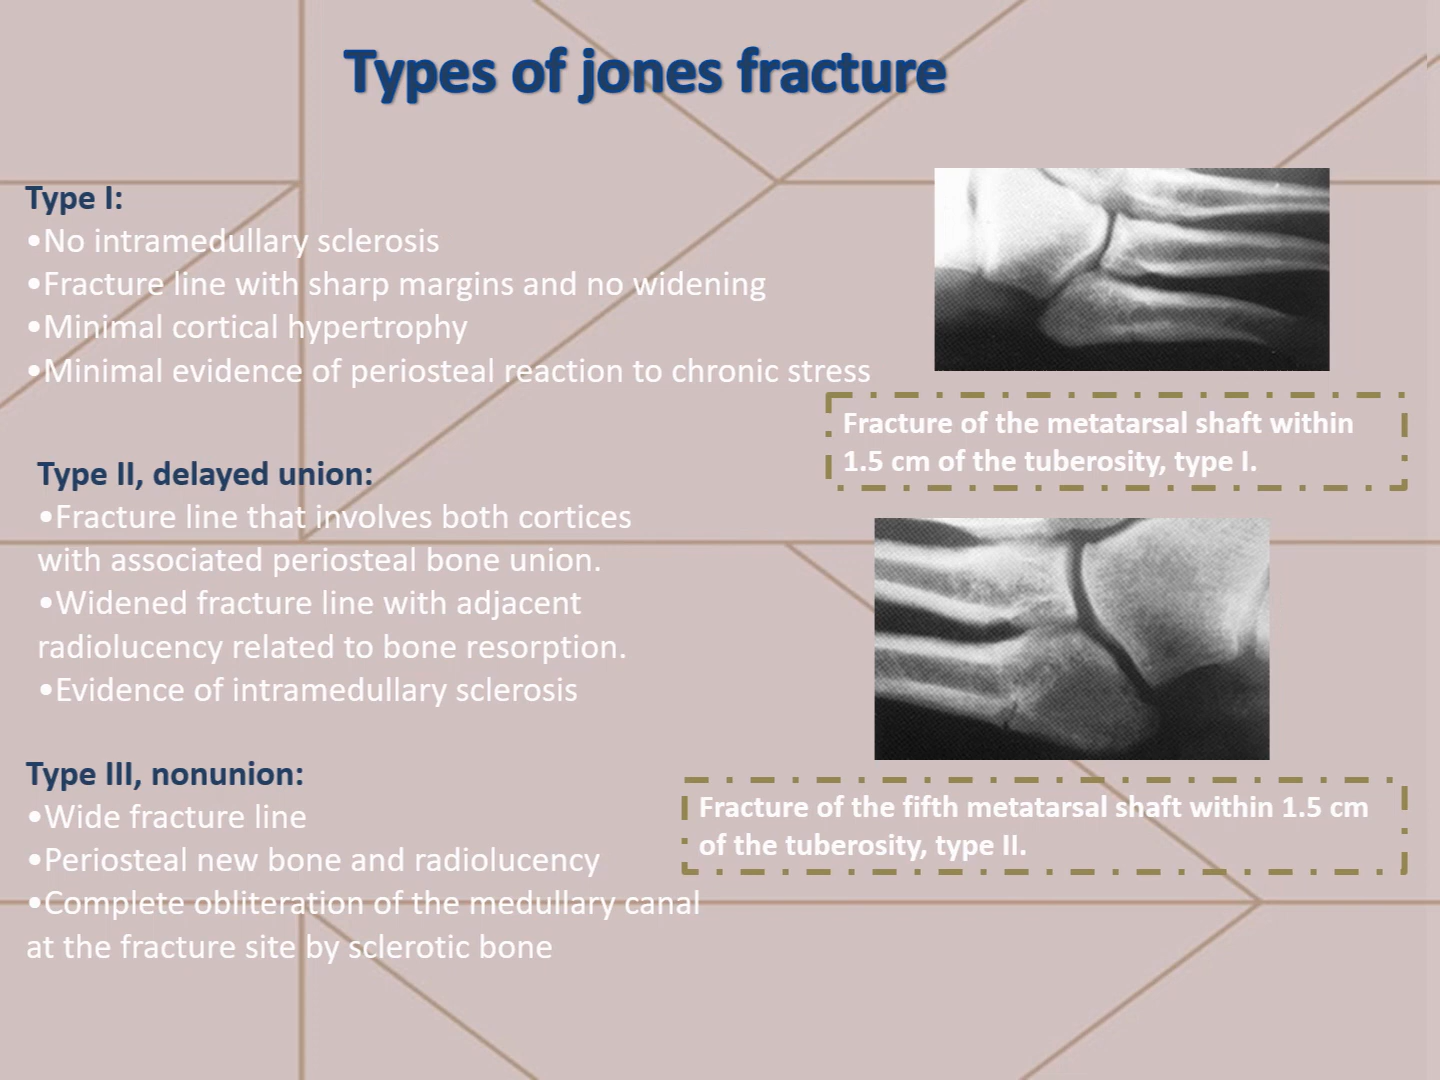 Types of jones fracture
Type I:
•No intramedullary sclerosis
•Fracture line with sharp margins and no widening
•Minimal cortical hypertrophy
•Minimal evidence of periosteal reaction to chronic stress
Fracture of the metatarsal shaft within
1.5 cm of the tuberosity, type I.
Type II, delayed union:
•Fracture line that involves both cortices
with associated periosteal bone union.
•Widened fracture line with adjacent
radiolucency related to bone resorption.
•Evidence of intramedullary sclerosis
Type III, nonunion:
•Wide fracture line
•Periosteal new bone and radiolucency
•Complete obliteration of the medullary canal
at the fracture site by sclerotic bone
Fracture of the fifth metatarsal shaft within 1.5 cm
of the tuberosity, type II.